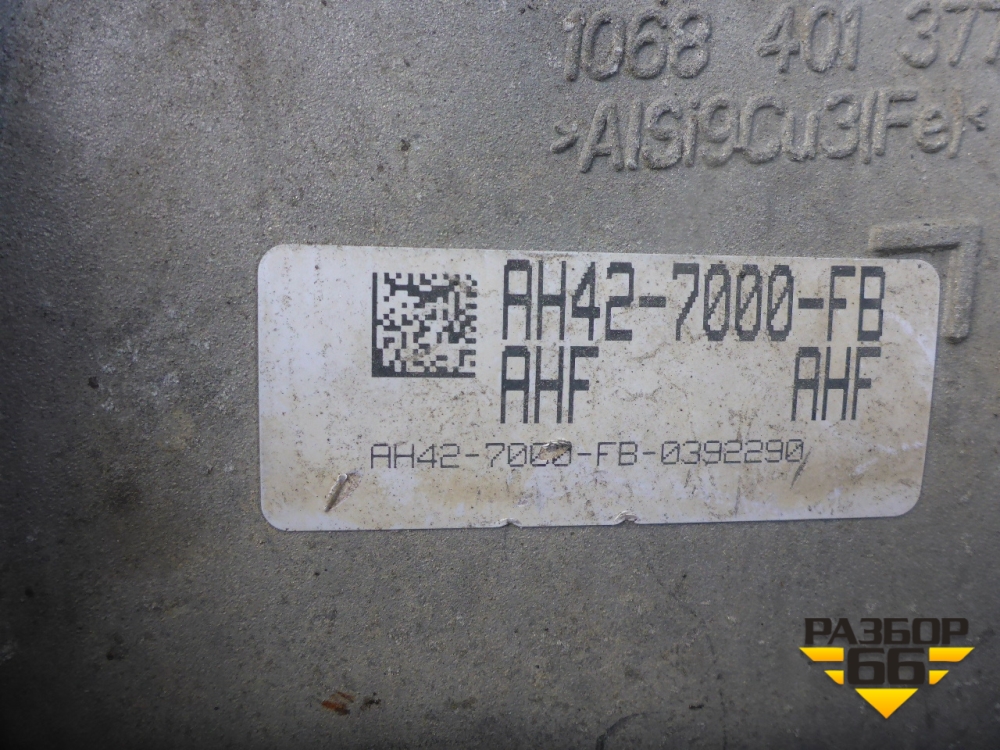 1068 401 377
>AlSi9Cu3(Fe)<
AH42-7000-FB
AHF AHF
AH42-7000-FB-0392290
РАЗБОР
66